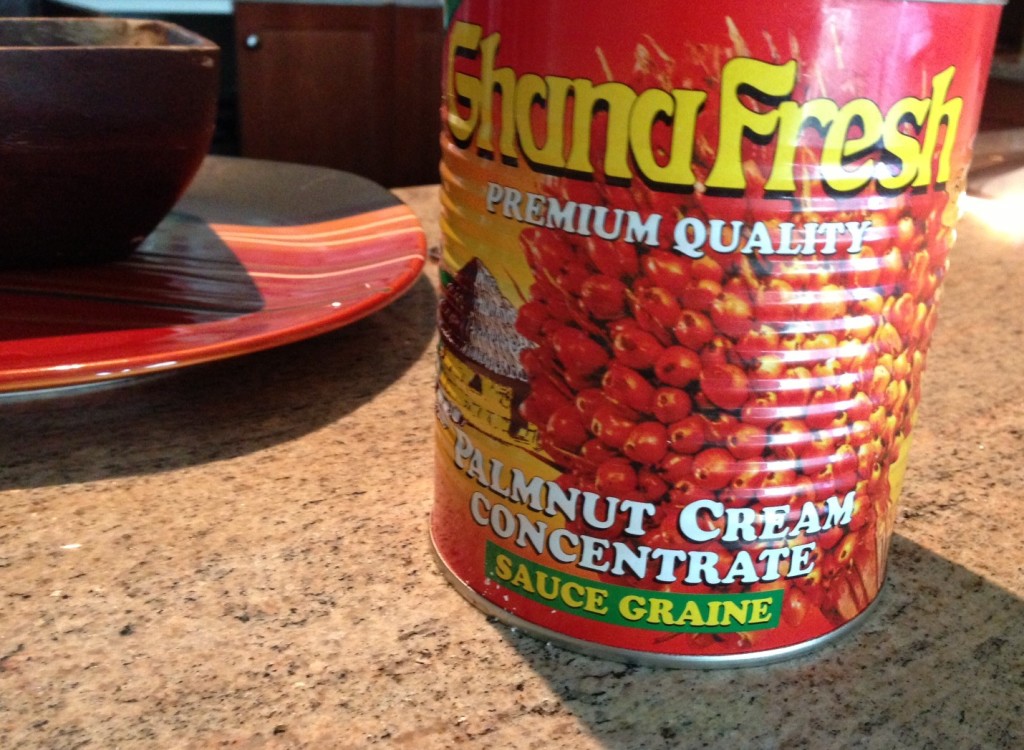 Ghana Fresh
PREMIUM QUALITY
PALMNUT CREAM
CONCENTRATE
SAUCE GRAINE